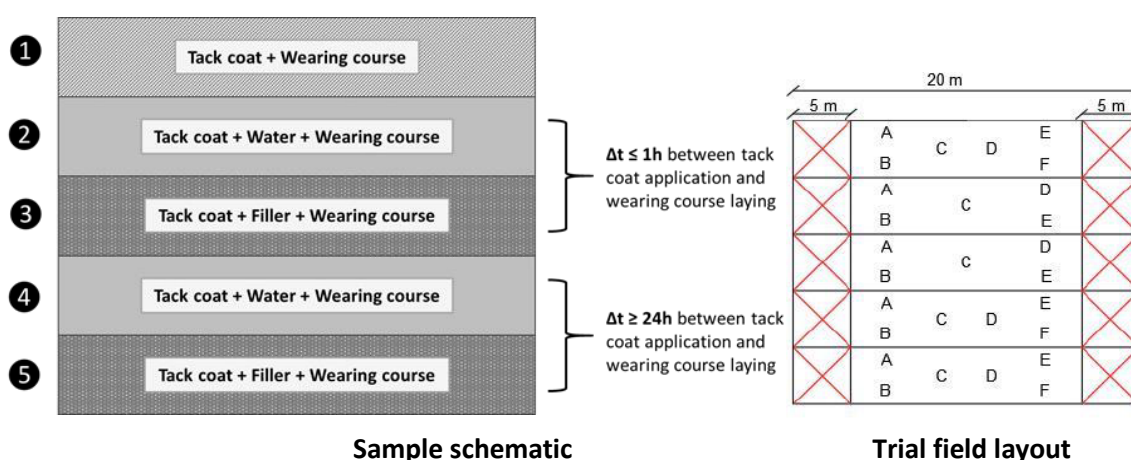 ❶
Tack coat + Wearing course
❷
Tack coat + Water + Wearing course
❸
Tack coat + Filler + Wearing course
Δt ≤ 1h between tack
coat application and
wearing course laying
❹
Tack coat + Water + Wearing course
❺
Tack coat + Filler + Wearing course
Δt ≥ 24h between tack
coat application and
wearing course laying
Sample schematic
20 m
5 m 5 m
A C D E
B F
A C D
B E
A C D
B E
A C D E
B F
A C D E
B F
Trial field layout